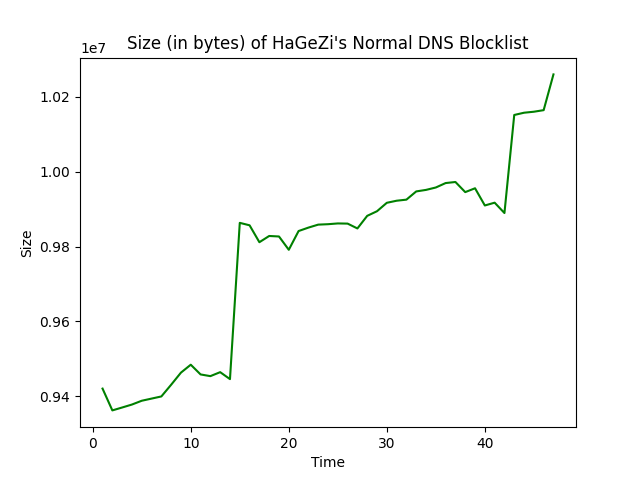 Size (in bytes) of HaGeZi's Normal DNS Blocklist
1e7
1.02
1.00
0.98
0.96
0.94
Size
0 10 20 30 40
Time